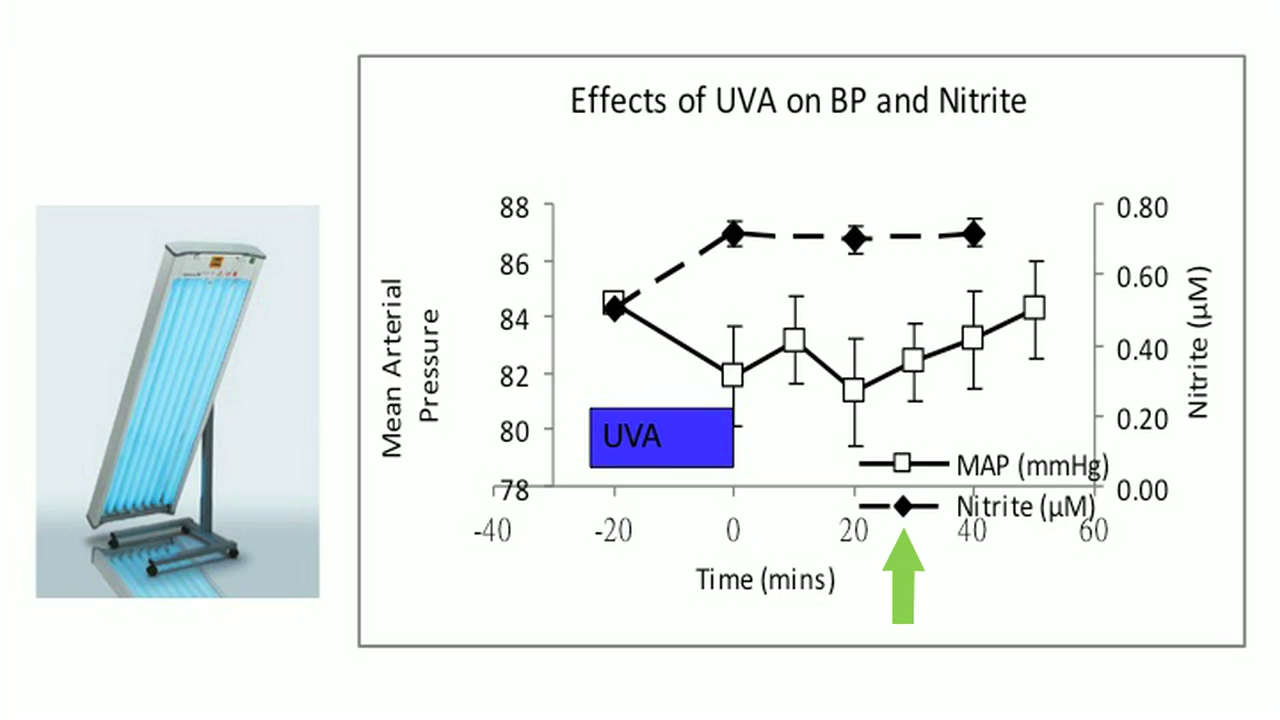 Effects of UVA on BP and Nitrite
88
86
84
82
80
78
Mean Arterial
Pressure
0.80
0.60
0.40
0.20
0.00
Nitrite (µM)
UVA
MAP (mmHg)
Nitrite (µM)
-40
-20
0
20
40
60
Time (mins)